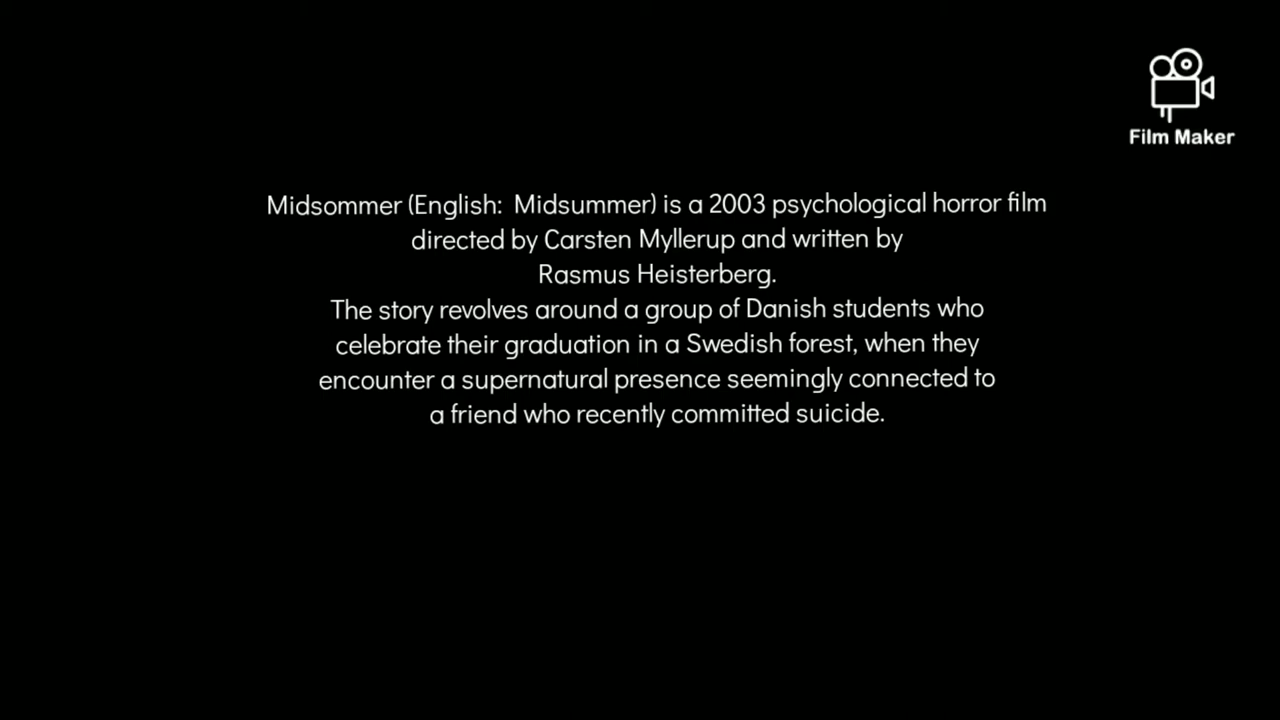 Film Maker
Midsommer (English: Midsummer) is a 2003 psychological horror film
directed by Carsten Myllerup and written by
Rasmus Heisterberg.
The story revolves around a group of Danish students who
celebrate their graduation in a Swedish forest, when they
encounter a supernatural presence seemingly connected to
a friend who recently committed suicide.